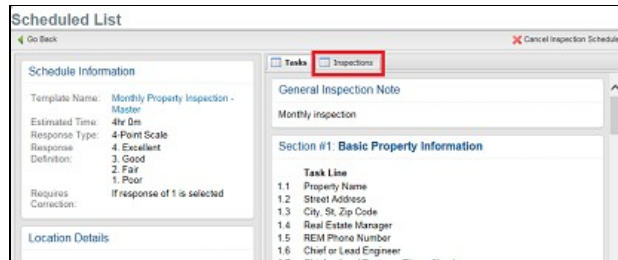 Scheduled List
Go Back
Cancel Inspection Schedule
Schedule Information
Template Name: Monthly Property Inspection -
Master
Estimated Time: 4hr 0m
Response Type: 4-Point Scale
Response 4. Excellent
Definition: 3. Good
2. Fair
1. Poor
Requires If response of 1 is selected
Correction:
Location Details
Tasks Inspections
General Inspection Note
Monthly inspection
Section #1: Basic Property Information
Task Line
1.1 Property Name
1.2 Street Address
1.3 City, St, Zip Code
1.4 Real Estate Manager
1.5 REM Phone Number
1.6 Chief or Lead Engineer